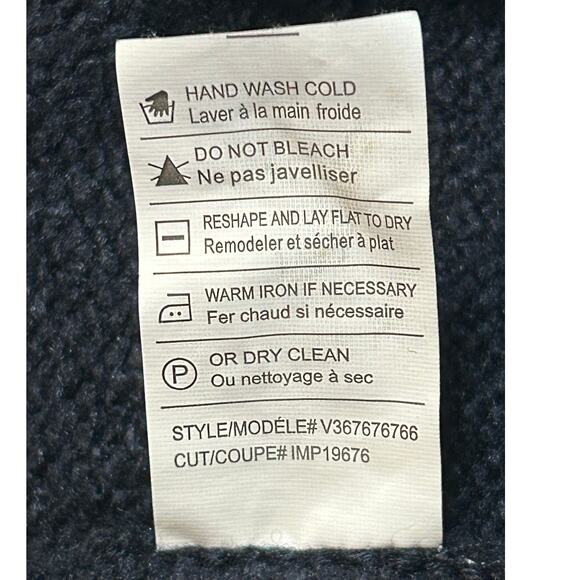 HAND WASH COLD
Laver à la main froide
DO NOT BLEACH
Ne pas javelliser
RESHAPE AND LAY FLAT TO DRY
Remodeler et sécher à plat
WARM IRON IF NECESSARY
Fer chaud si nécessaire
P
OR DRY CLEAN
Ou nettoyage à sec
STYLE/MODÉLE# V367676766
CUT/COUPE# IMP19676